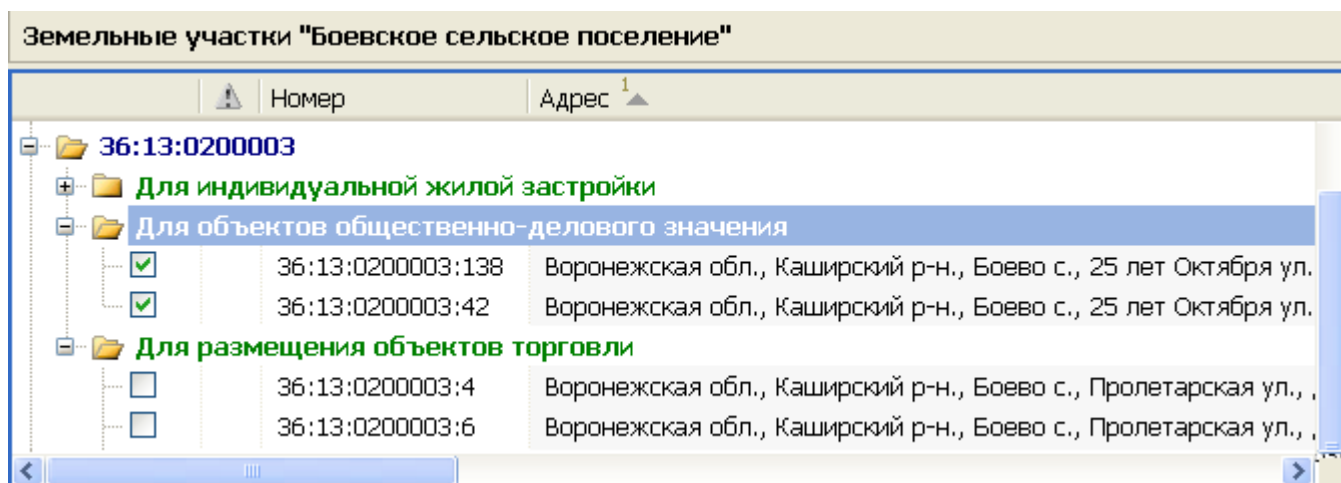 Земельные участки "Боевское сельское поселение"
Номер Адрес 1
36:13:0200003
Для индивидуальной жилой застройки
Для объектов общественно-делового значения
36:13:0200003:138 Воронежская обл., Каширский р-н., Боево с., 25 лет Октября ул.
36:13:0200003:42 Воронежская обл., Каширский р-н., Боево с., 25 лет Октября ул.
Для размещения объектов торговли
36:13:0200003:4 Воронежская обл., Каширский р-н., Боево с., Пролетарская ул., ,
36:13:0200003:6 Воронежская обл., Каширский р-н., Боево с., Пролетарская ул., ,